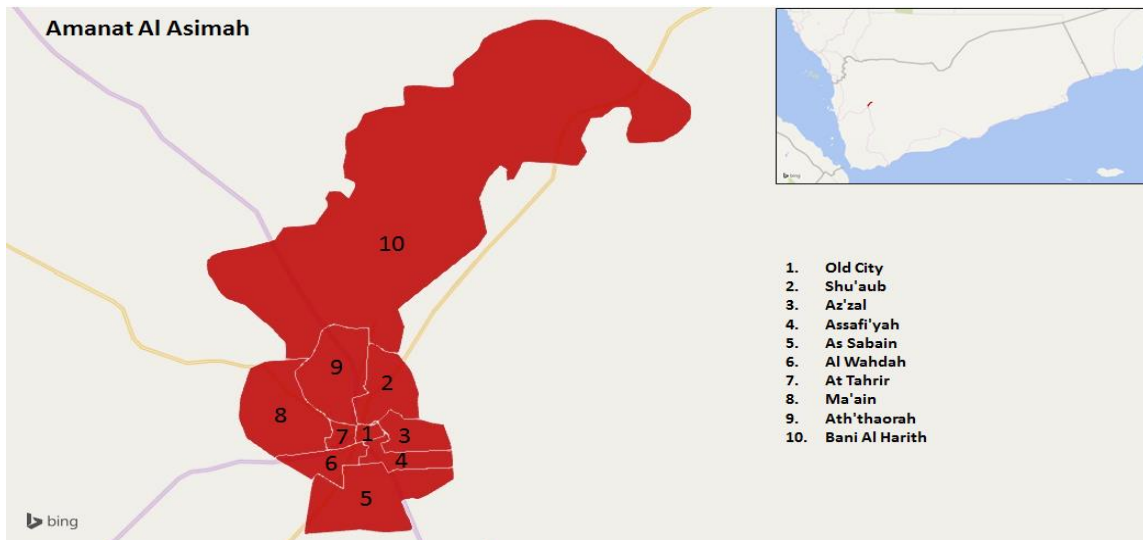 Amanat Al Asimah
bing
10
9
2
8
7
1
3
6
4
5
1. Old City
2. Shu'aub
3. Az'zal
4. Assafi'yah
5. As Sabain
6. Al Wahdah
7. At Tahrir
8. Ma'ain
9. Ath'thaorah
10. Bani Al Harith
bing